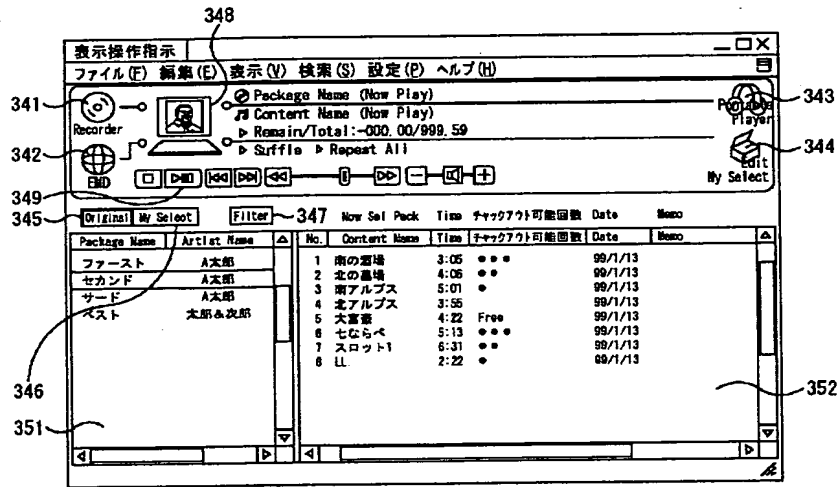 348
表示操作指示
ファイル(F) 編集(E) 表示(V) 検索(S) 設定(P) ヘルプ(H)
341
Recorder
Package Name (Now Play)
Content Name (Now Play)
Remain/Total:-000.00/999.59
Suffle Repeat All
343
Portable Player
342
EMD
344
Edit
My Select
349
345
Original My Select Filter
347
Now Sel Pack Time チャックアウト可能回数 Date Memo
Package Name Artist Name
No. Content Name Time チャックアウト可能回数 Date Memo
ファースト A太郎
セカンド A太郎
サード A太郎
ベスト 太郎&次郎
1 南の酒場 3:05 ●●● 99/1/13
2 北の墓場 4:06 ●● 99/1/13
3 南アルプス 5:01 ● 99/1/13
4 北アルプス 3:55 99/1/13
5 大富豪 4:22 Free 99/1/13
6 七ならべ 5:13 ●●● 99/1/13
7 スロット1 6:31 ●● 99/1/13
8 LL 2:22 ● 99/1/13
346
351
352